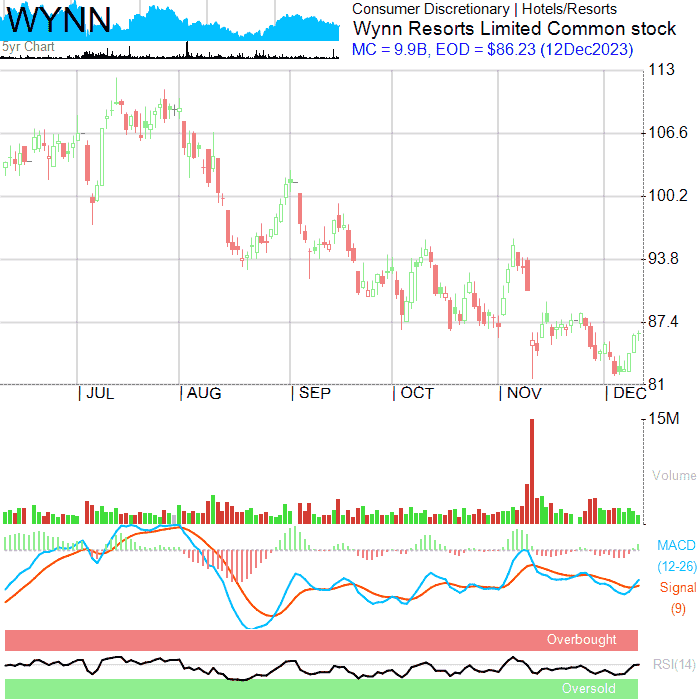 WYNN
5yr Chart
Consumer Discretionary | Hotels/Resorts
Wynn Resorts Limited Common stock
MC = 9.9B, EOD = $86.23 (12Dec2023)
113
106.6
100.2
93.8
87.4
81
| JUL | AUG | SEP | OCT | NOV | DEC
15M
Volume
MACD
(12-26)
Signal
(9)
Overbought
RSI(14)
Oversold